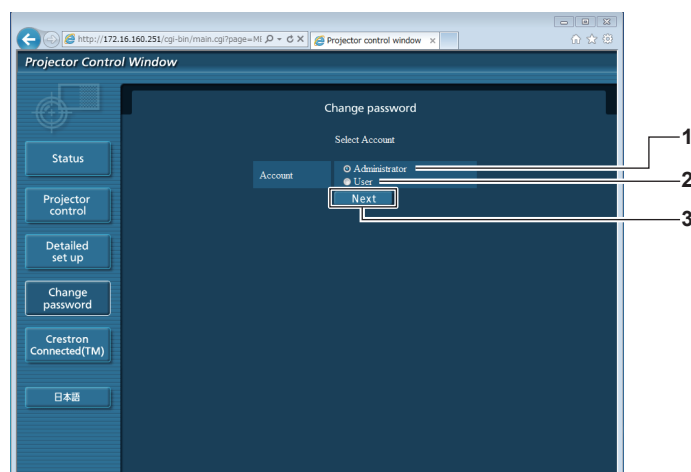 http://172.16.160.251/cgi-bin/main.cgi?page=MI
Projector control window
Projector Control Window
Change password
Select Account
Account
Administrator
User
Next
1
2
3
Status
Projector
control
Detailed
set up
Change
password
Crestron
Connected(TM)
日本語